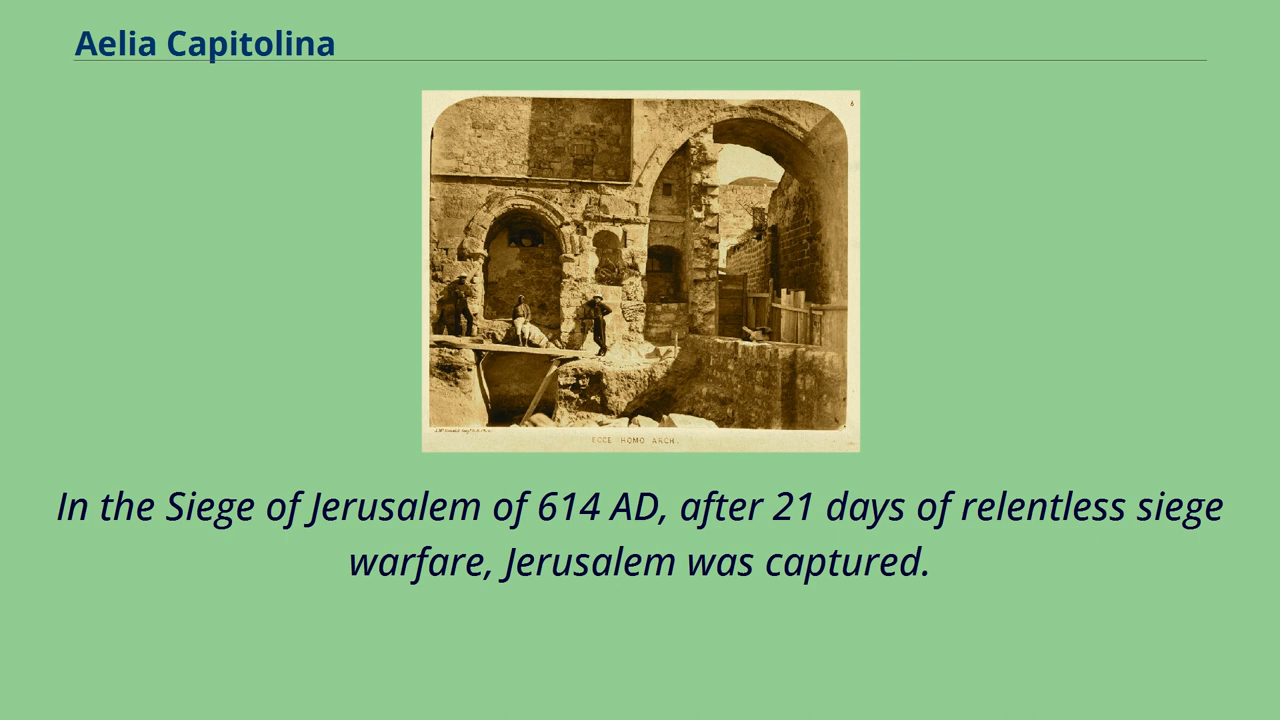 Aelia Capitolina
6
ECCE HOMO ARCH.
In the Siege of Jerusalem of 614 AD, after 21 days of relentless siege
warfare, Jerusalem was captured.